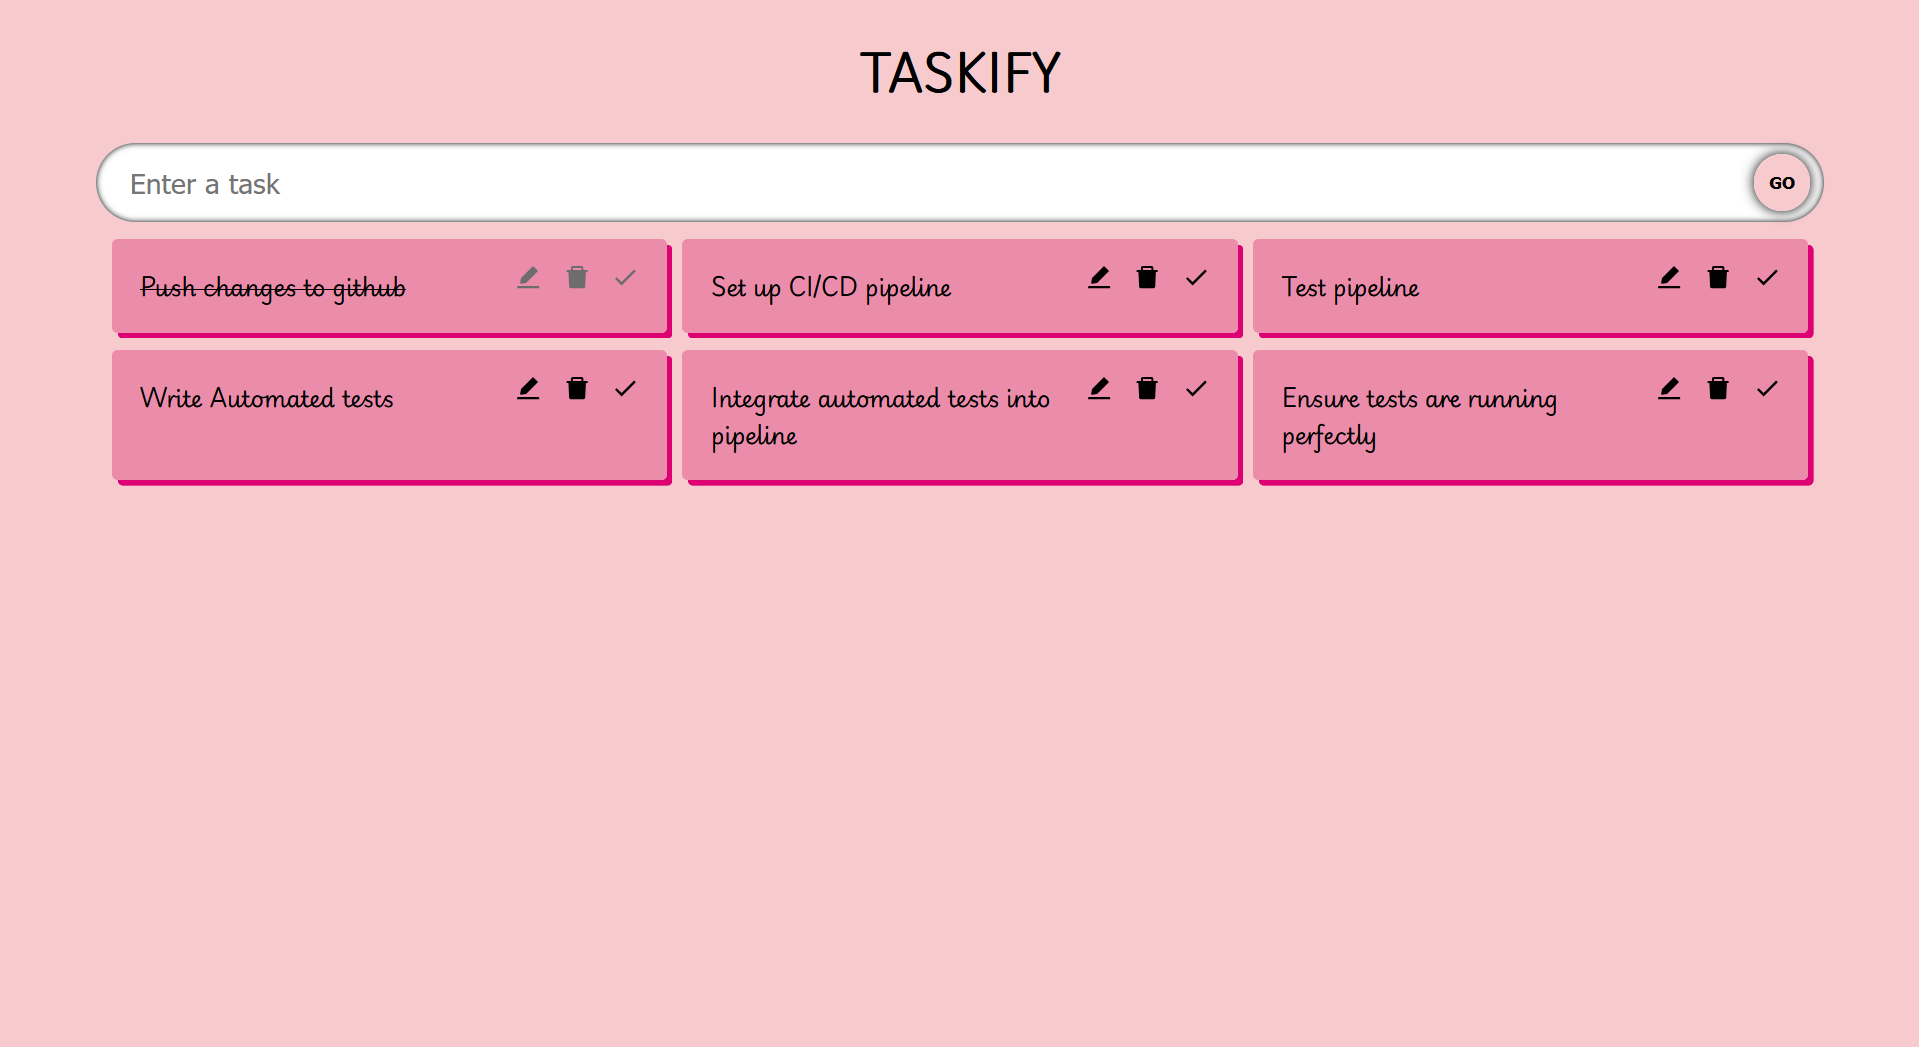 TASKIFY
Enter a task
GO
Push changes to github
Set up CI/CD pipeline
Test pipeline
Write Automated tests
Integrate automated tests into
pipeline
Ensure tests are running
perfectly